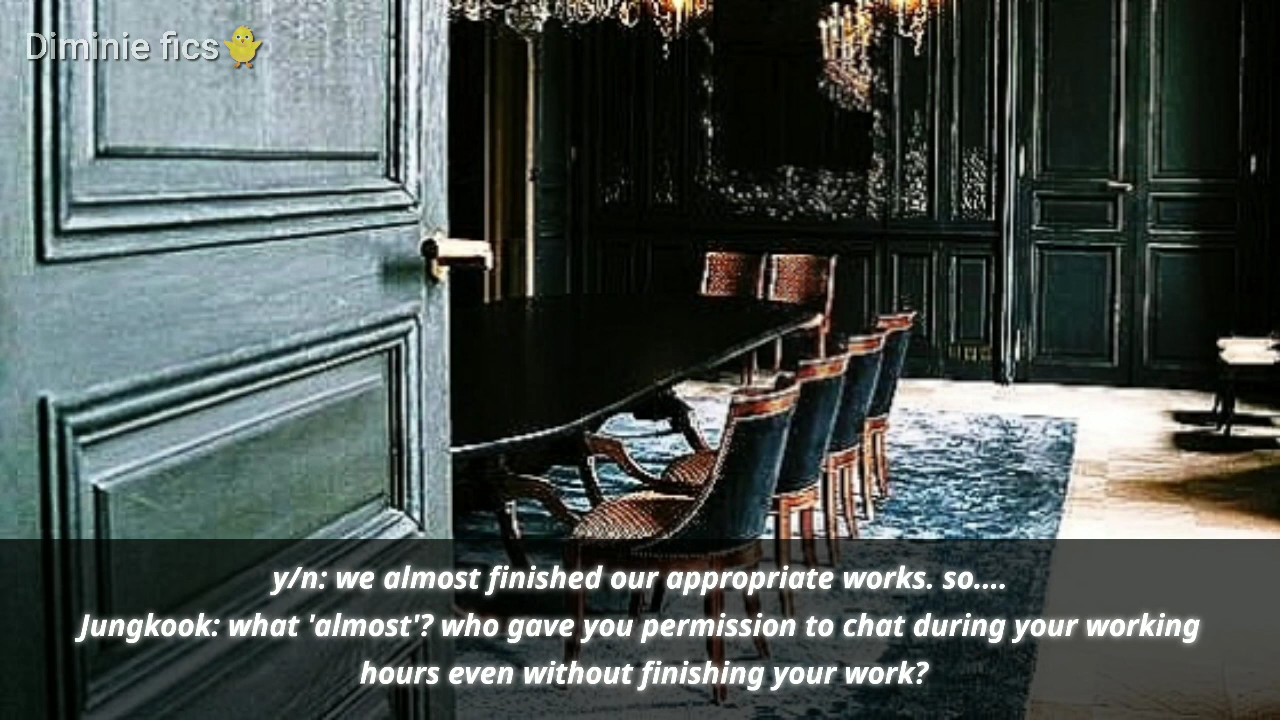 Diminie fics🐥
y/n: we almost finished our appropriate works. so....
Jungkook: what 'almost'? who gave you permission to chat during your working
hours even without finishing your work?